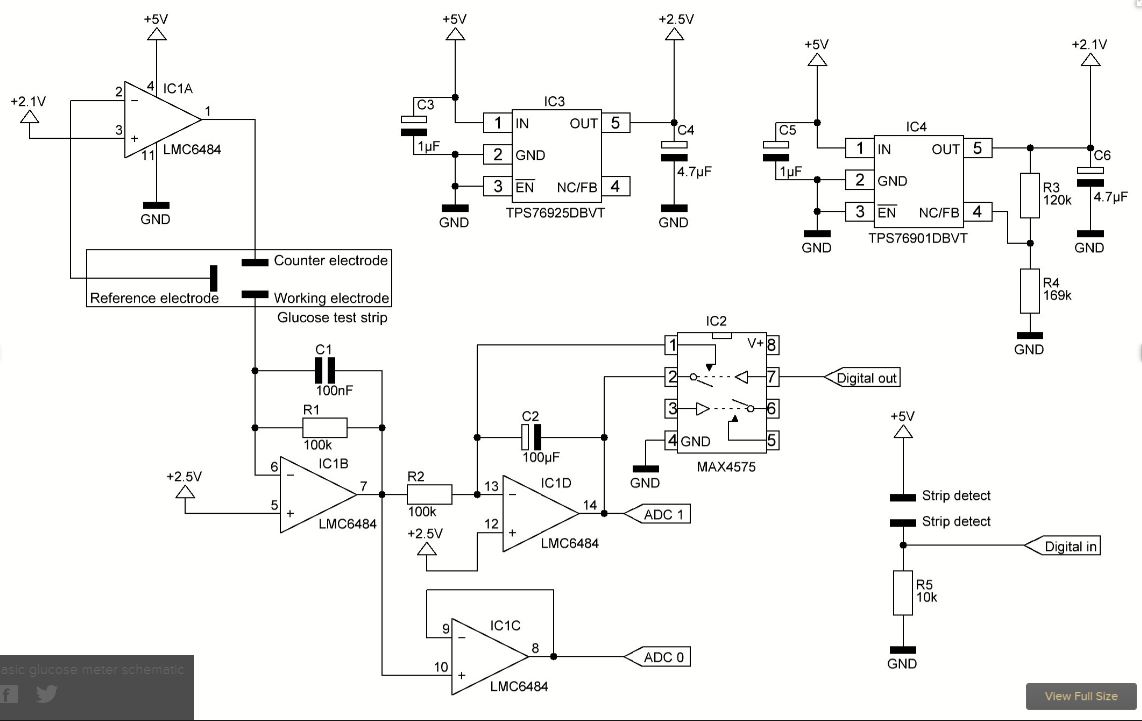 +5V
+5V
+2.5V
+5V
+2.1V
4
IC1A
2
−
1
+2.1V
3
+
11
LMC6484
GND
C3
1µF
IC3
1
IN
OUT
5
2
GND
3
EN
NC/FB
4
TPS76925DBVT
GND
C4
4.7µF
GND
C5
1µF
IC4
1
IN
OUT
5
2
GND
3
EN
NC/FB
4
TPS76901DBVT
GND
R3
120k
C6
4.7µF
GND
R4
169k
GND
Counter electrode
Reference electrode
Working electrode
Glucose test strip
C1
100nF
R1
100k
IC1B
6
−
7
+2.5V
5
+
LMC6484
R2
100k
C2
100µF
13
−
IC1D
14
12
+
+2.5V
LMC6484
ADC 1
IC2
1
V+
8
2
7
3
6
4
GND
5
MAX4575
GND
Digital out
+5V
Strip detect
Strip detect
Digital in
R5
10k
GND
9
−
IC1C
8
10
+
LMC6484
ADC 0
asic glucose meter schematic
f
View Full Size